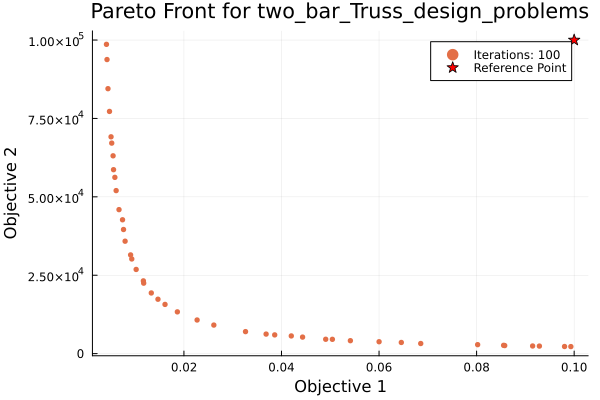 Pareto Front for two_bar_Truss_design_problems
1.00×10⁵
Iterations: 100
Reference Point
7.50×10⁴
5.00×10⁴
2.50×10⁴
0
Objective 2
0.02
0.04
0.06
0.08
0.10
Objective 1